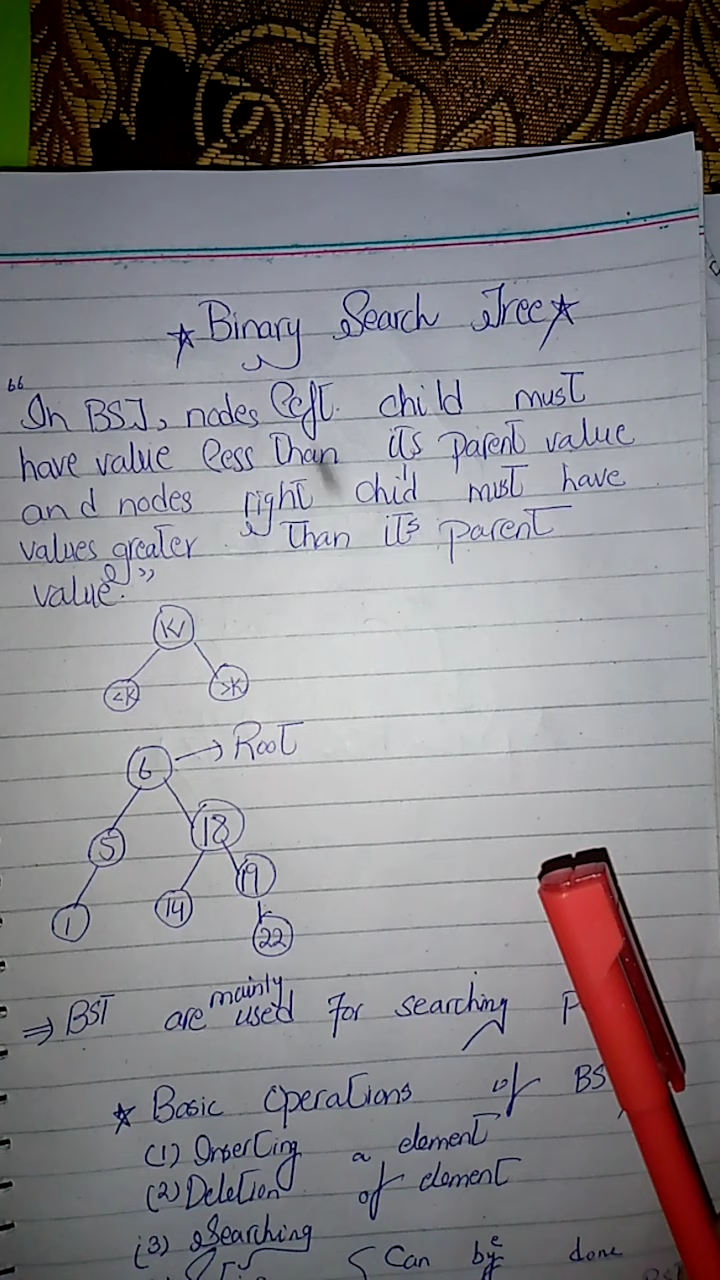 ★ Binary Search Tree ★
“ In BST, nodes left child must
have value less than its parent value
and nodes right child must have
values greater than its parent
value.”
K
<K >K
6 → Root
5 18
1 14 19
22
⇒ BST are mainly used for searching P
★ Basic Operations of BS
(1) Inserting a element
(2) Deletion of element
(3) Searching
Can be done